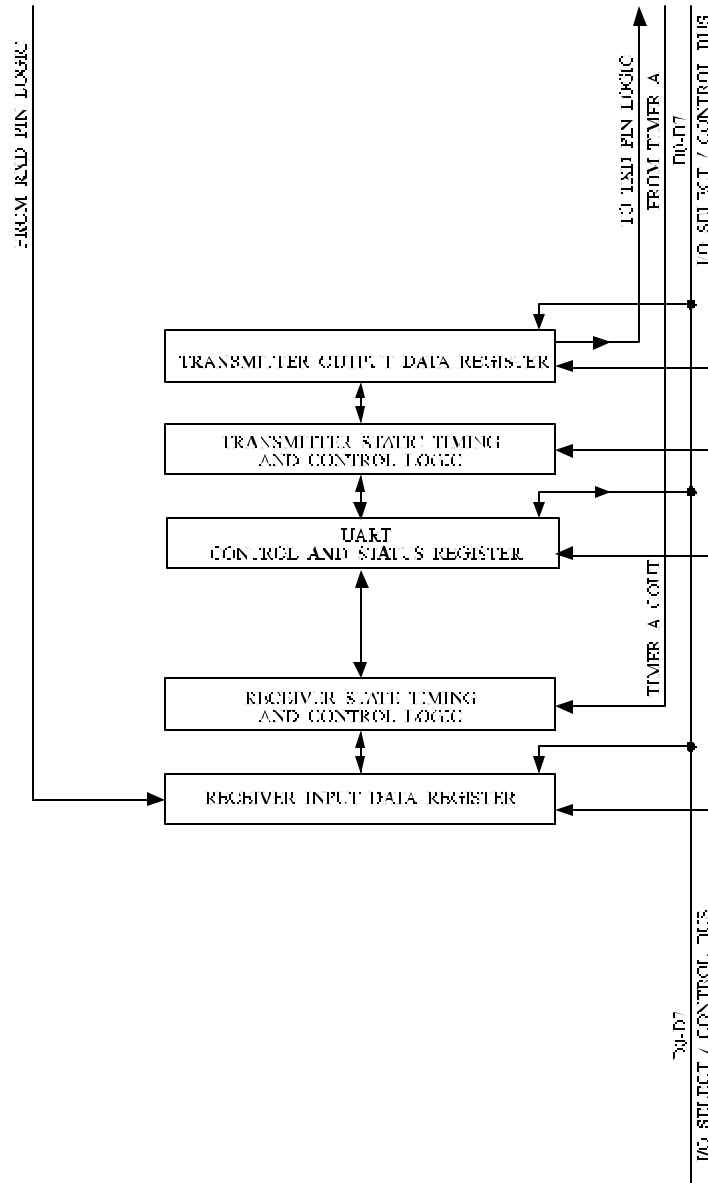 FROM RXD PIN LOGIC
TO TXD PIN LOGIC
FROM TIMER A
D0-D7
I/O SELECT / CONTROL BUS
TRANSMITTER OUTPUT DATA REGISTER
TRANSMITTER STATIC TIMING
AND CONTROL LOGIC
UART
CONTROL AND STATUS REGISTER
TIMER A COUT
RECEIVER STATE TIMING
AND CONTROL LOGIC
RECEIVER INPUT DATA REGISTER
D0-D7
I/O SELECT / CONTROL BUS